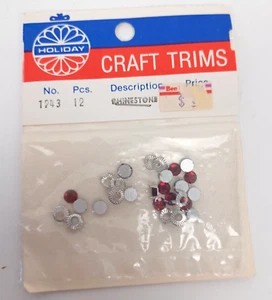 HOLIDAY
CRAFT TRIMS
No. Pcs. Description Price
1243 12 RHINESTONE $